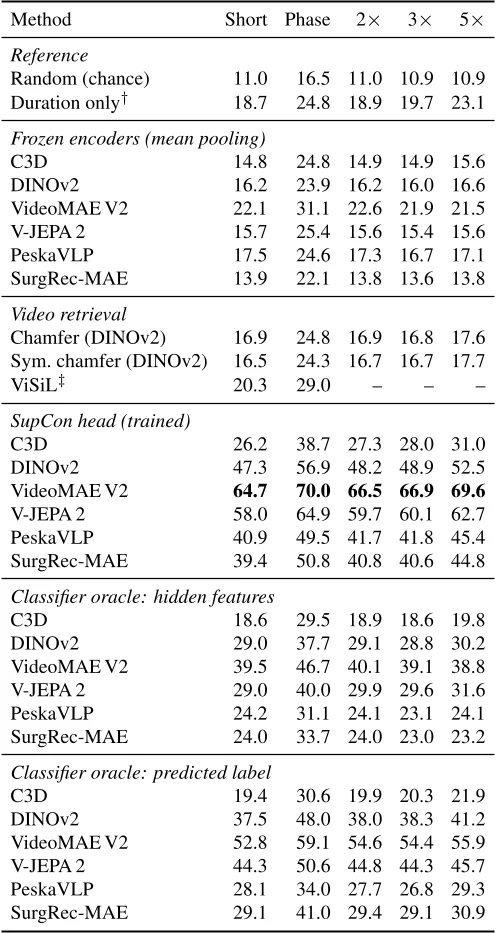 Method Short Phase 2× 3× 5×
Reference
Random (chance) 11.0 16.5 11.0 10.9 10.9
Duration only† 18.7 24.8 18.9 19.7 23.1
Frozen encoders (mean pooling)
C3D 14.8 24.8 14.9 14.9 15.6
DINOv2 16.2 23.9 16.2 16.0 16.6
VideoMAE V2 22.1 31.1 22.6 21.9 21.5
V-JEPA 2 15.7 25.4 15.6 15.4 15.6
PeskaVLP 17.5 24.6 17.3 16.7 17.1
SurgRec-MAE 13.9 22.1 13.8 13.6 13.8
Video retrieval
Chamfer (DINOv2) 16.9 24.8 16.9 16.8 17.6
Sym. chamfer (DINOv2) 16.5 24.3 16.7 16.7 17.7
ViSiL‡ 20.3 29.0 – – –
SupCon head (trained)
C3D 26.2 38.7 27.3 28.0 31.0
DINOv2 47.3 56.9 48.2 48.9 52.5
VideoMAE V2 64.7 70.0 66.5 66.9 69.6
V-JEPA 2 58.0 64.9 59.7 60.1 62.7
PeskaVLP 40.9 49.5 41.7 41.8 45.4
SurgRec-MAE 39.4 50.8 40.8 40.6 44.8
Classifier oracle: hidden features
C3D 18.6 29.5 18.9 18.6 19.8
DINOv2 29.0 37.7 29.1 28.8 30.2
VideoMAE V2 39.5 46.7 40.1 39.1 38.8
V-JEPA 2 29.0 40.0 29.9 29.6 31.6
PeskaVLP 24.2 31.1 24.1 23.1 24.1
SurgRec-MAE 24.0 33.7 24.0 23.0 23.2
Classifier oracle: predicted label
C3D 19.4 30.6 19.9 20.3 21.9
DINOv2 37.5 48.0 38.0 38.3 41.2
VideoMAE V2 52.8 59.1 54.6 54.4 55.9
V-JEPA 2 44.3 50.6 44.8 44.3 45.7
PeskaVLP 28.1 34.0 27.7 26.8 29.3
SurgRec-MAE 29.1 41.0 29.4 29.1 30.9